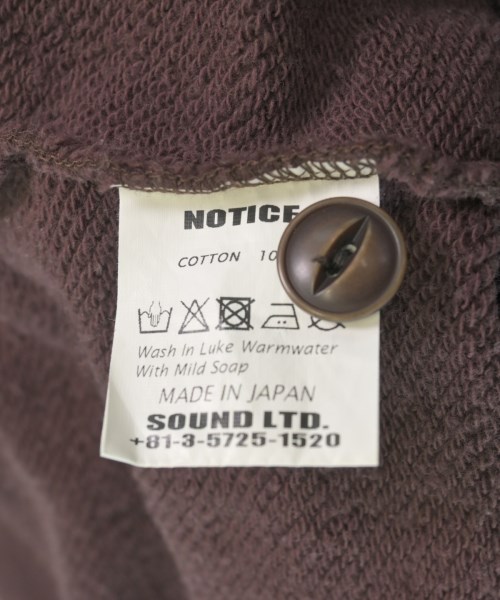 NOTICE
COTTON 10
Wash In Luke Warmwater
With Mild Soap
MADE IN JAPAN
SOUND LTD.
+81-3-5725-1520